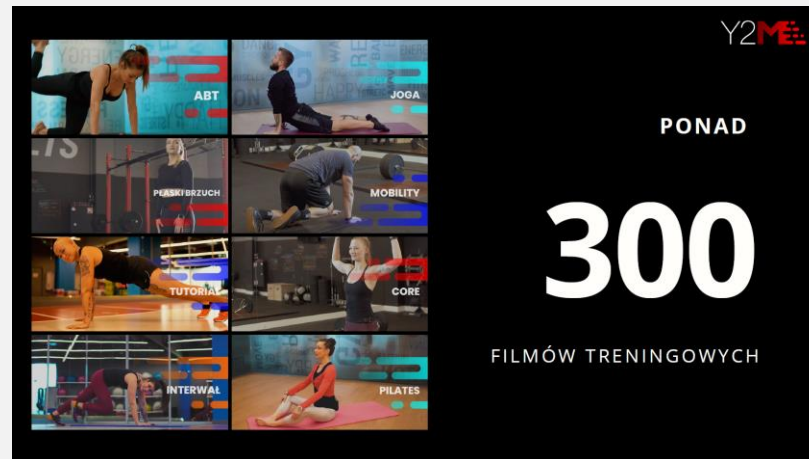 Y2ME
ABT
JOGA
PŁASKI BRZUCH
MOBILITY
TUTORIAL
CORE
INTERWAŁ
PILATES
PONAD
300
FILMÓW TRENINGOWYCH